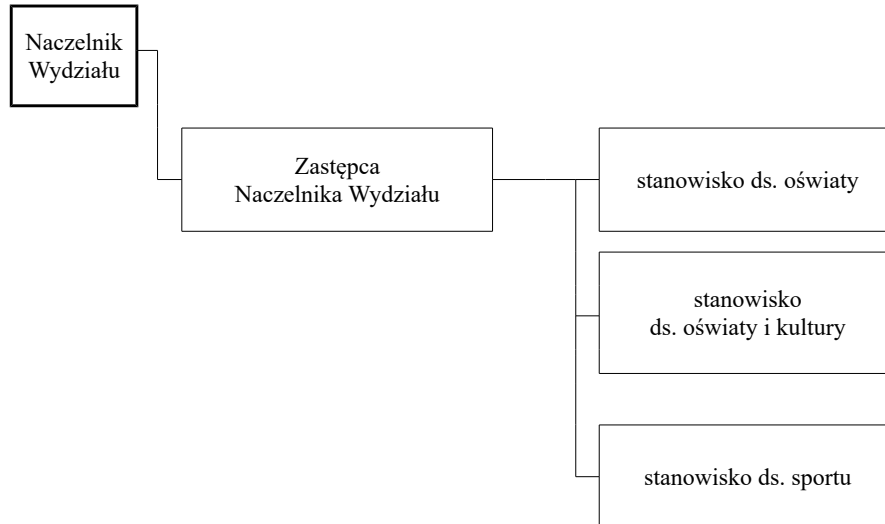 Naczelnik
Wydziału
Zastępca
Naczelnika Wydziału
stanowisko ds. oświaty
stanowisko
ds. oświaty i kultury
stanowisko ds. sportu